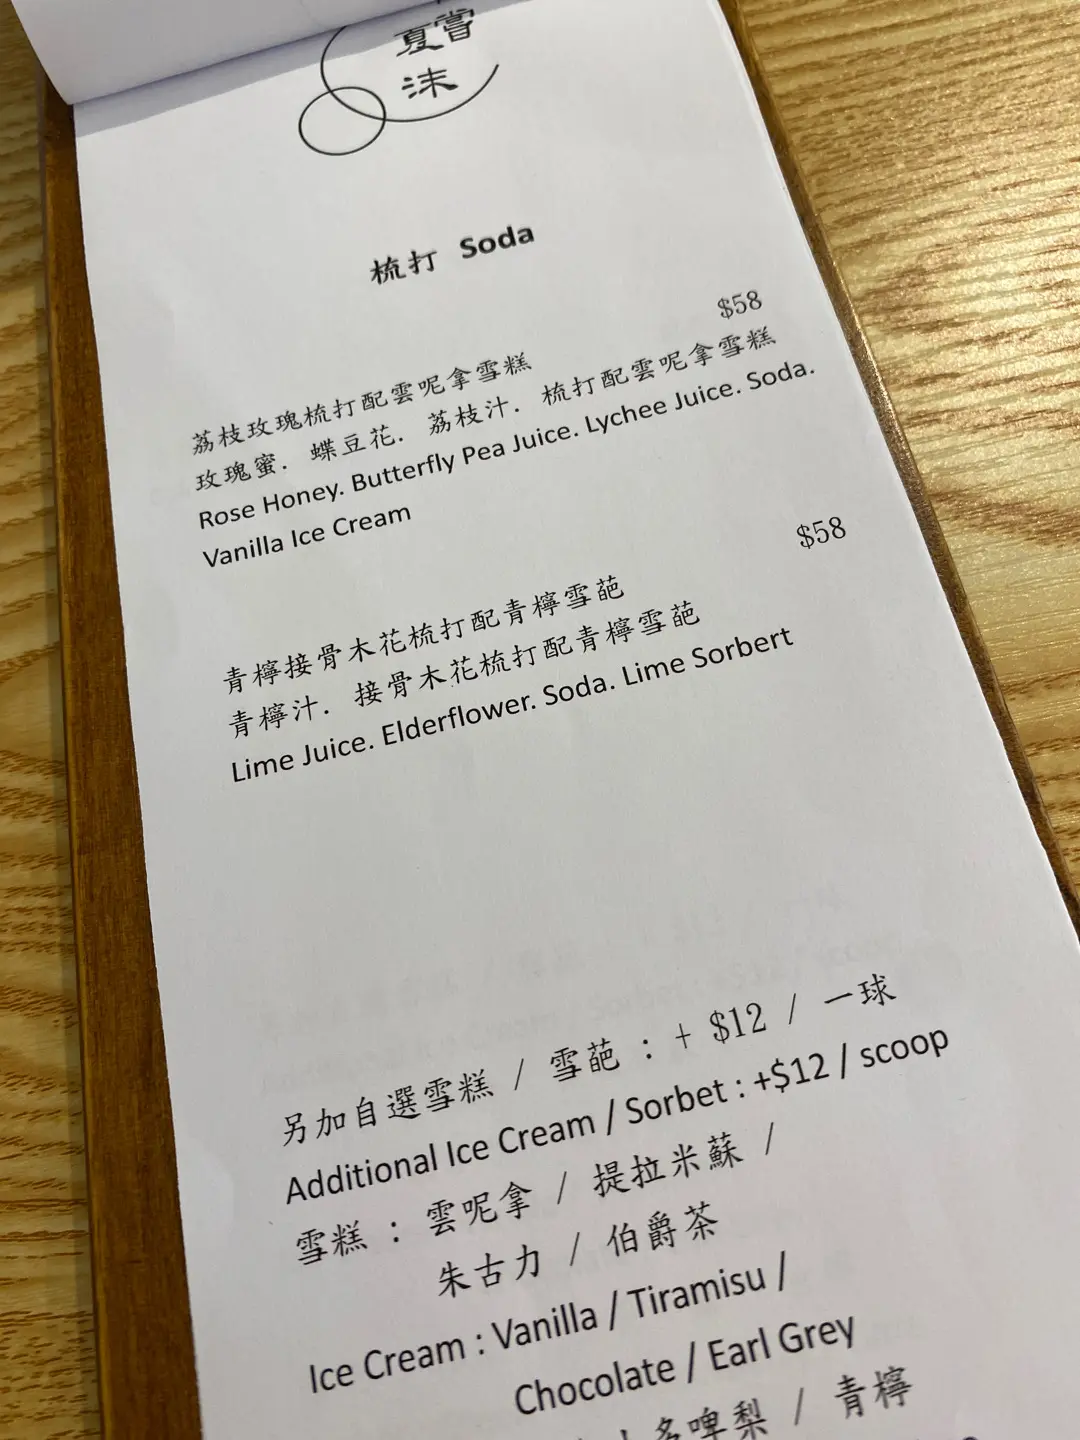 夏嘗
沫
梳打 Soda
$58
荔枝玫瑰梳打配雲呢拿雪糕
玫瑰蜜. 蝶豆花. 荔枝汁. 梳打配雲呢拿雪糕
Rose Honey. Butterfly Pea Juice. Lychee Juice. Soda.
Vanilla Ice Cream
$58
青檸接骨木花梳打配青檸雪葩
青檸汁. 接骨木花梳打配青檸雪葩
Lime Juice. Elderflower. Soda. Lime Sorbert
另加自選雪糕 / 雪葩 : + $12 / 一球
Additional Ice Cream / Sorbet : +$12 / scoop
雪糕 : 雲呢拿 / 提拉米蘇 /
朱古力 / 伯爵茶
Ice Cream : Vanilla / Tiramisu /
Chocolate / Earl Grey
多啤梨 / 青檸